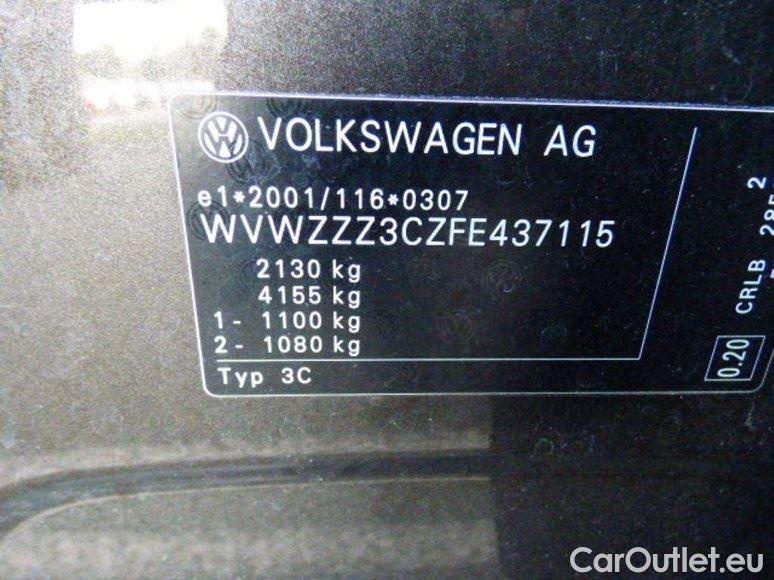 VOLKSWAGEN AG
e1*2001/116*0307
WVWZZZ3CZFE437115
2130 kg
4155 kg
1- 1100 kg
2- 1080 kg
Typ 3C
CRLB
2
0.20
CarOutlet.eu